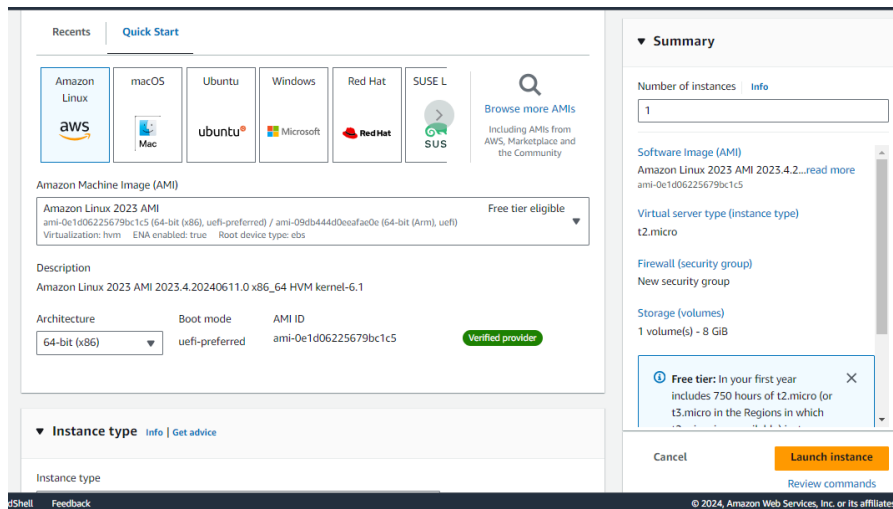 Recents Quick Start
Amazon Linux
aws
macOS
Mac
Ubuntu
ubuntu
Windows
Microsoft
Red Hat
Red Hat
SUSE L
SUS
Browse more AMIs
Including AMIs from
AWS, Marketplace and
the Community
Amazon Machine Image (AMI)
Amazon Linux 2023 AMI Free tier eligible
ami-0e1d06225679bc1c5 (64-bit (x86), uefi-preferred) / ami-09db444d0eeafae0e (64-bit (Arm), uefi)
Virtualization: hvm ENA enabled: true Root device type: ebs
Description
Amazon Linux 2023 AMI 2023.4.20240611.0 x86_64 HVM kernel-6.1
Architecture Boot mode AMI ID
64-bit (x86) uefi-preferred ami-0e1d06225679bc1c5 Verified provider
Instance type Info | Get advice
Instance type
Summary
Number of instances Info
1
Software Image (AMI)
Amazon Linux 2023 AMI 2023.4.2...read more
ami-0e1d06225679bc1c5
Virtual server type (instance type)
t2.micro
Firewall (security group)
New security group
Storage (volumes)
1 volume(s) - 8 GiB
Free tier: In your first year
includes 750 hours of t2.micro (or
t3.micro in the Regions in which
Cancel Launch instance
Review commands
dShell Feedback © 2024, Amazon Web Services, Inc. or its affiliates